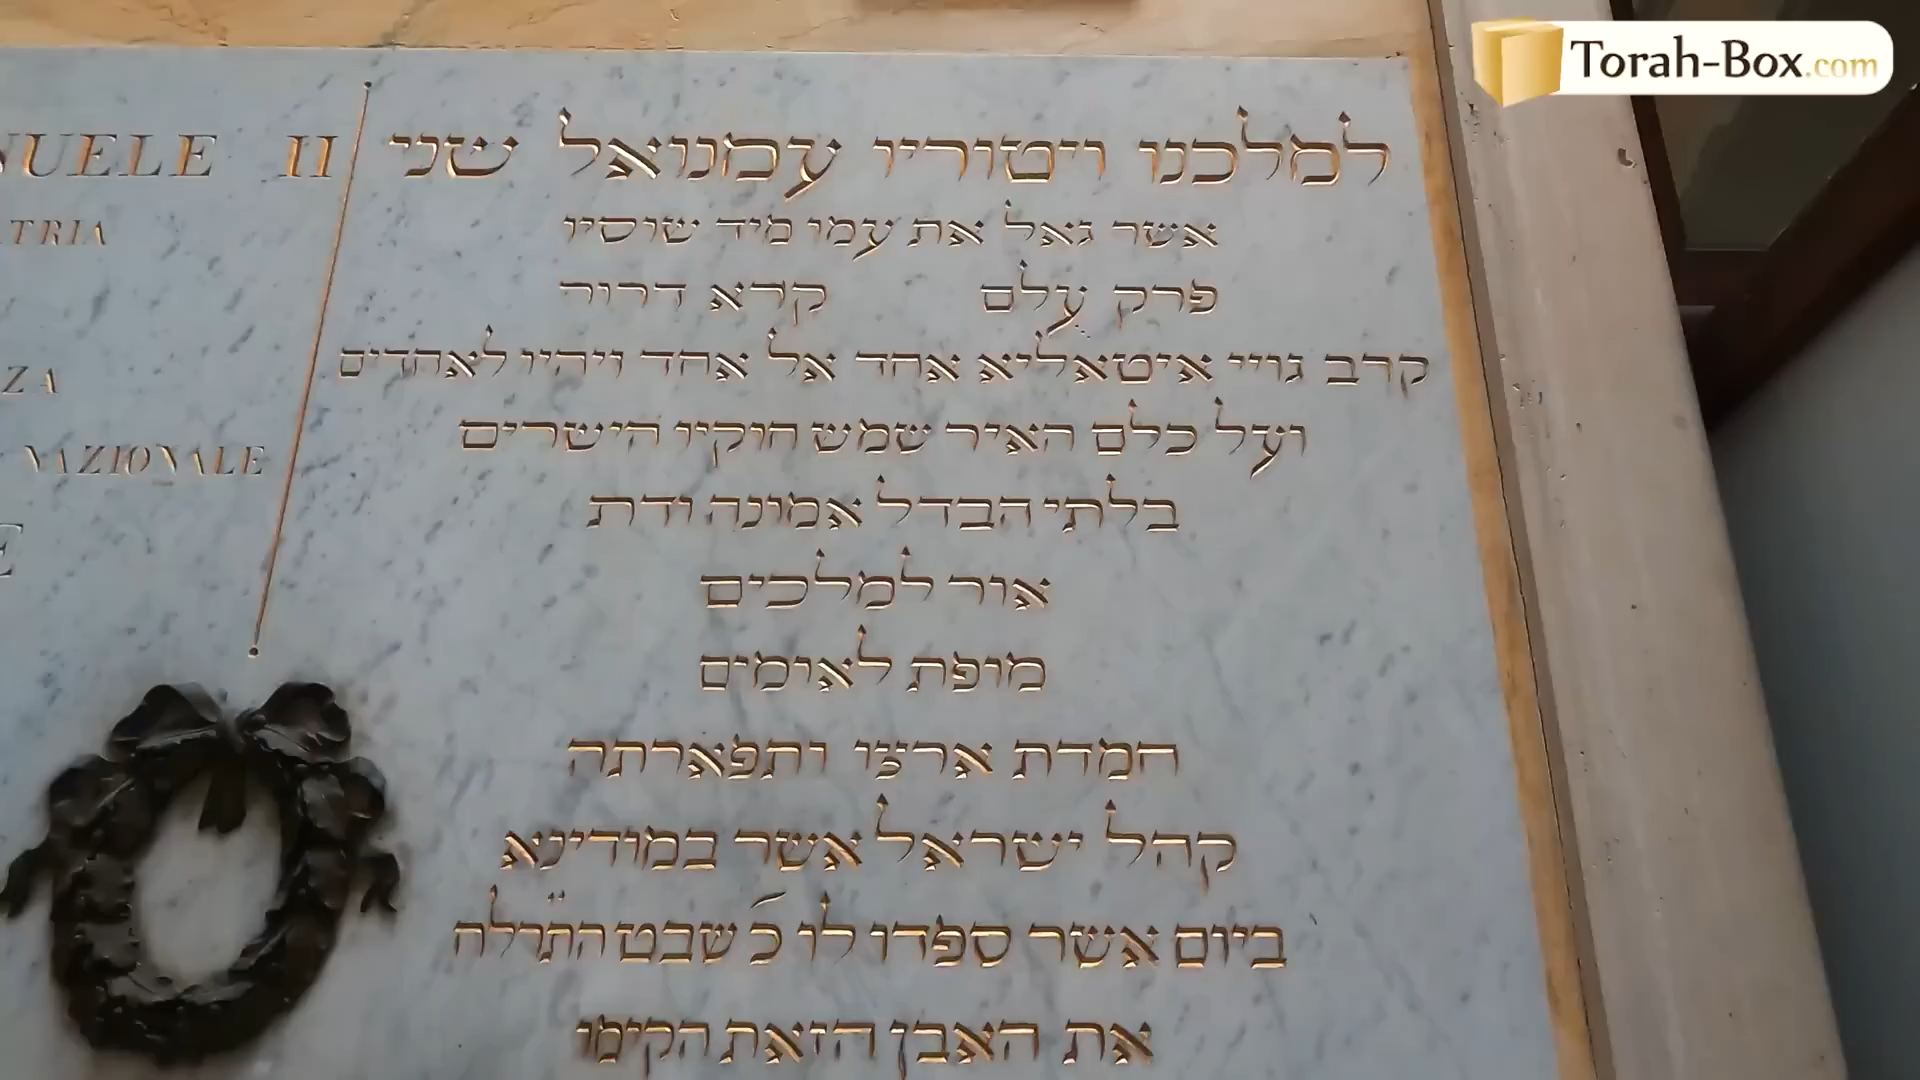 Torah-Box.com
NUELE II
TRIA
ZA
NAZIONALE
E
למלכנו ויטוריו עמנואל שני
אשר גאל את עמי מיד שוסיו
פרק עלם קרא דרור
קרב גויי איטאליא אחד אל אחד ויהיו לאחדים
ועל כלם האיר שמש חוקיו הישרים
בלתי הבדל אמונה ודת
אור למלכים
מופת לאימים
חמדת ארצו ותפארתה
קהל ישראל אשר במודינא
ביום אשר ספדו לו כ שבט התרלה
את האבן הזאת הקימו